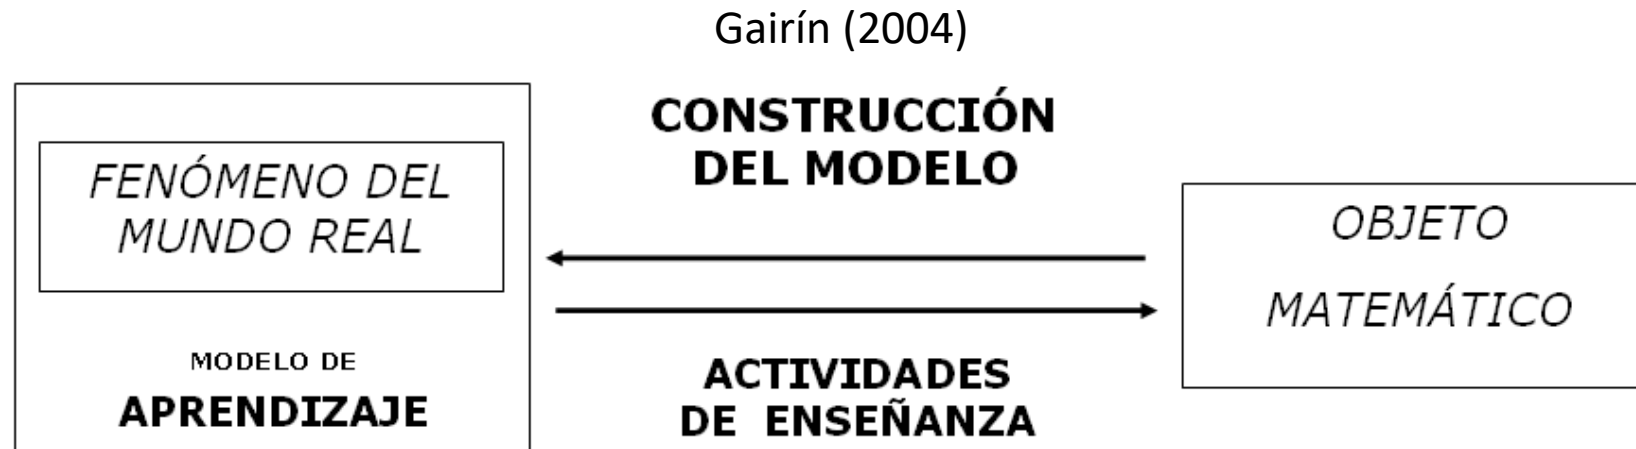 Gairín (2004)
CONSTRUCCIÓN
DEL MODELO
FENÓMENO DEL
MUNDO REAL
OBJETO
MATEMÁTICO
MODELO DE
APRENDIZAJE
ACTIVIDADES
DE ENSEÑANZA